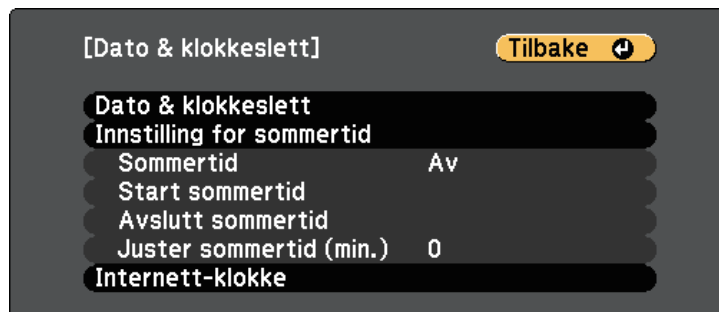 [Dato & klokkeslett] Tilbake
Dato & klokkeslett
Innstilling for sommertid
Sommertid Av
Start sommertid
Avslutt sommertid
Juster sommertid (min.) 0
Internett-klokke